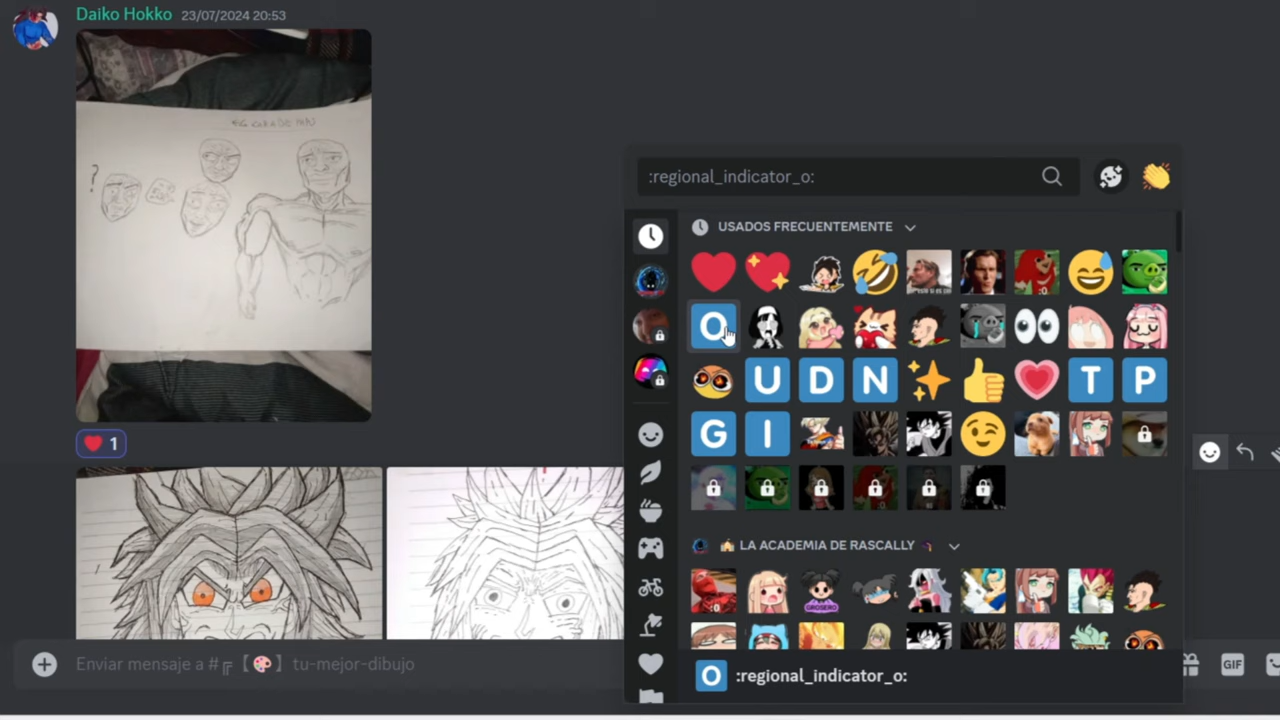 Daiko Hokko 23/07/2024 20:53
1
Enviar mensaje a # tu-mejor-dibujo
:regional_indicator_o:
USADOS FRECUENTEMENTE
O
U D N T P
G I
LA ACADEMIA DE RASCALLY
GROSERO
O :regional_indicator_o:
GIF